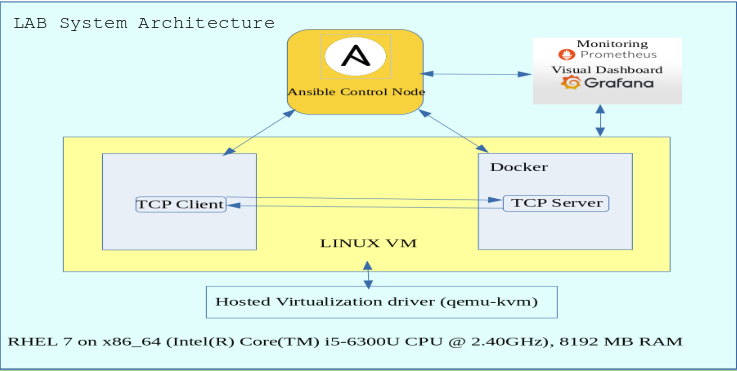 LAB System Architecture
Monitoring
Prometheus
Visual Dashboard
Grafana
Ansible Control Node
Docker
TCP Client
TCP Server
LINUX VM
Hosted Virtualization driver (qemu-kvm)
RHEL 7 on x86_64 (Intel(R) Core(TM) i5-6300U CPU @ 2.40GHz), 8192 MB RAM